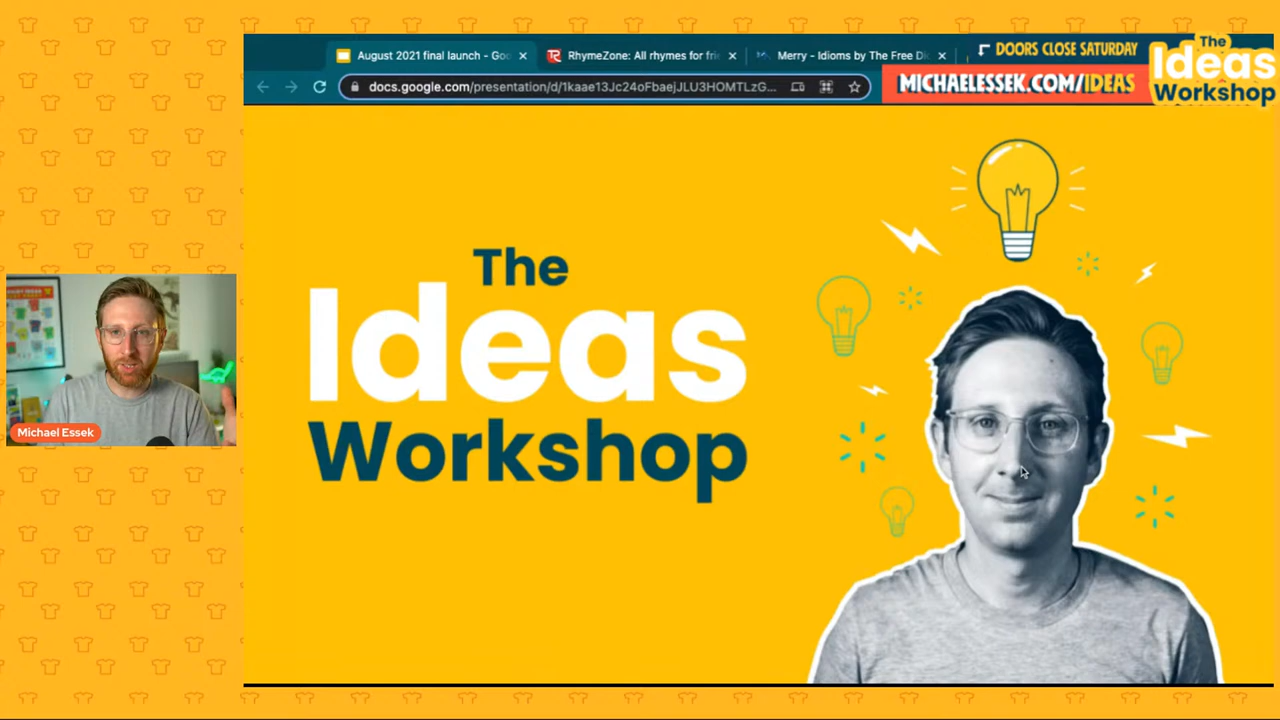 August 2021 final launch - Goo
RhymeZone: All rhymes for frie
Merry - Idioms by The Free Di
DOORS CLOSE SATURDAY
docs.google.com/presentation/d/1kaae13Jc24oFbaejJLU3HOMTLzG...
MICHAELESSEK.COM/IDEAS
The
Ideas
Workshop
The
Ideas
Workshop
Michael Essek